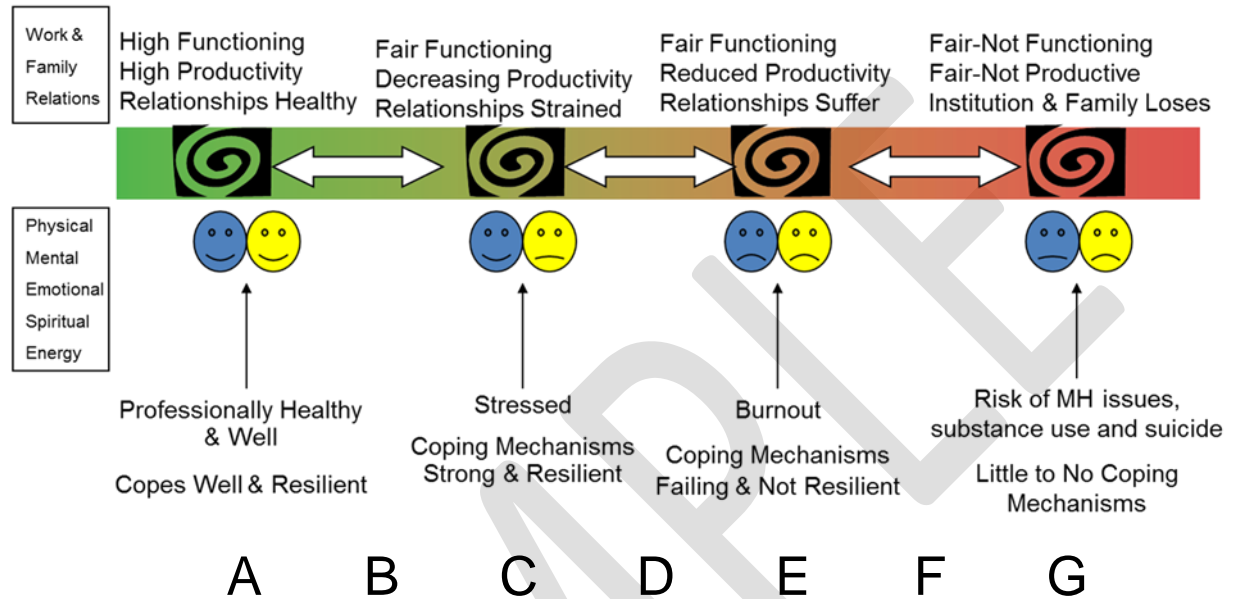 Work &
Family
Relations
High Functioning
High Productivity
Relationships Healthy
Fair Functioning
Decreasing Productivity
Relationships Strained
Fair Functioning
Reduced Productivity
Relationships Suffer
Fair-Not Functioning
Fair-Not Productive
Institution & Family Loses
Physical
Mental
Emotional
Spiritual
Energy
Professionally Healthy
& Well
Copes Well & Resilient
Stressed
Coping Mechanisms
Strong & Resilient
Burnout
Coping Mechanisms
Failing & Not Resilient
Risk of MH issues,
substance use and suicide
Little to No Coping
Mechanisms
A B C D E F G
MPLE